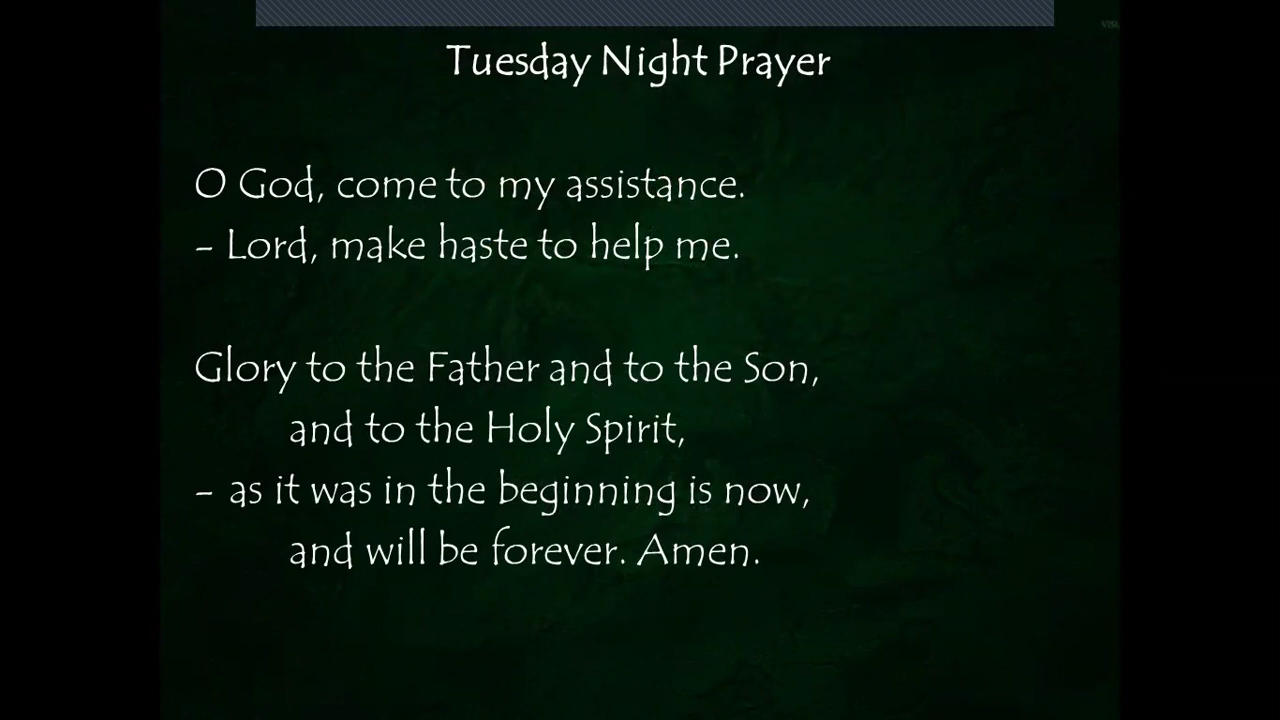 Tuesday Night Prayer
O God, come to my assistance.
– Lord, make haste to help me.
Glory to the Father and to the Son,
and to the Holy Spirit,
– as it was in the beginning is now,
and will be forever. Amen.